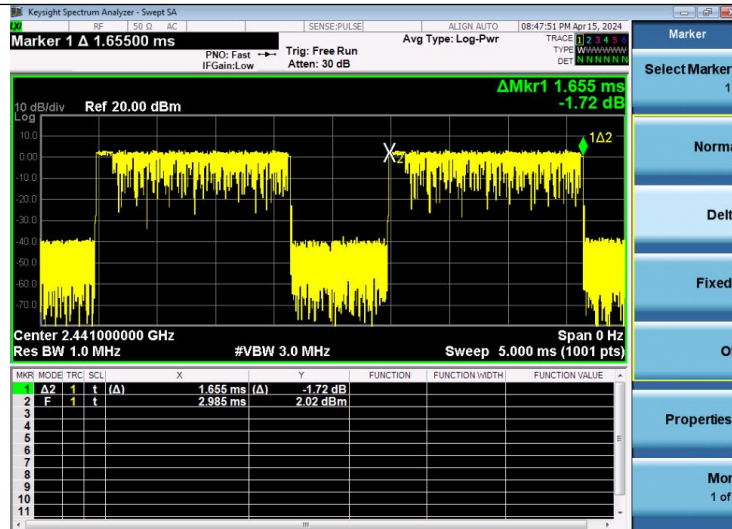 Keysight Spectrum Analyzer - Swept SA
LXI RF 50 Ω AC SENSE:PULSE ALIGN AUTO 08:47:51 PM Apr 15, 2024
Marker 1 Δ 1.65500 ms
PNO: Fast
IFGain:Low
Trig: Free Run
Atten: 30 dB
Avg Type: Log-Pwr
TRACE 1 2 3 4 5 6
TYPE W
DET N N N N N N
ΔMkr1 1.655 ms
-1.72 dB
10 dB/div Ref 20.00 dBm
Log
10.0
0.00
-10.0
-20.0
-30.0
-40.0
-50.0
-60.0
-70.0
X2
1Δ2
Center 2.441000000 GHz Span 0 Hz
Res BW 1.0 MHz #VBW 3.0 MHz Sweep 5.000 ms (1001 pts)
MKR MODE TRC SCL X Y FUNCTION FUNCTION WIDTH FUNCTION VALUE
1 Δ2 1 t (Δ) 1.655 ms (Δ) -1.72 dB
2 F 1 t 2.985 ms 2.02 dBm
3
4
5
6
7
8
9
10
11
Marker
Select Marker
1
Norma
Delt
Fixed
O
Properties
Mor
1 of